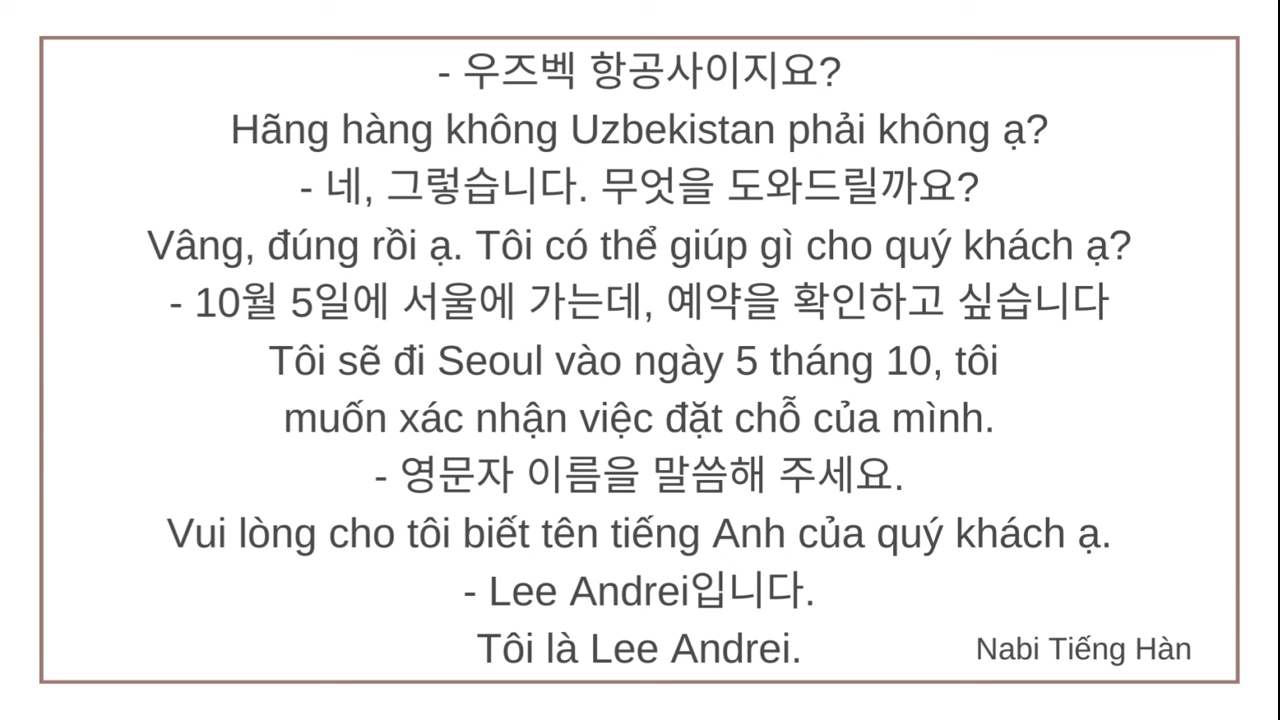 - 우즈벡 항공사이지요?
Hãng hàng không Uzbekistan phải không ạ?
- 네, 그렇습니다. 무엇을 도와드릴까요?
Vâng, đúng rồi ạ. Tôi có thể giúp gì cho quý khách ạ?
- 10월 5일에 서울에 가는데, 예약을 확인하고 싶습니다
Tôi sẽ đi Seoul vào ngày 5 tháng 10, tôi
muốn xác nhận việc đặt chỗ của mình.
- 영문자 이름을 말씀해 주세요.
Vui lòng cho tôi biết tên tiếng Anh của quý khách ạ.
- Lee Andrei입니다.
Tôi là Lee Andrei.
Nabi Tiếng Hàn